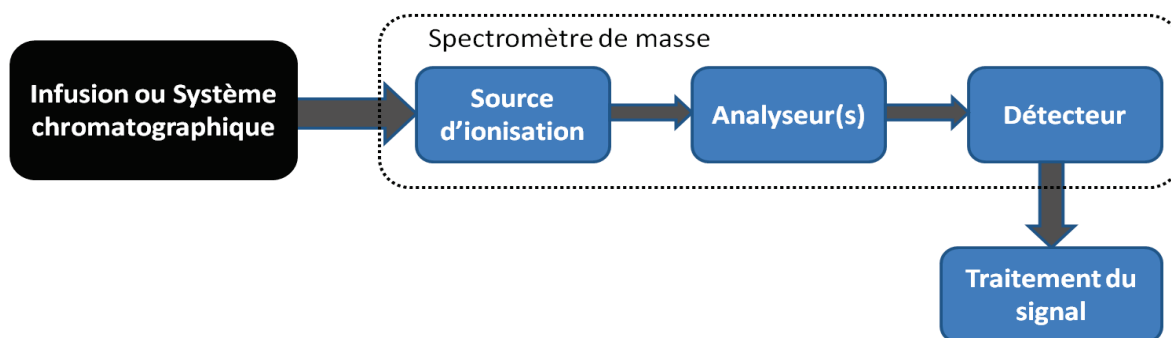 Spectromètre de masse
Infusion ou Système
chromatographique
Source
d’ionisation
Analyseur(s)
Détecteur
Traitement du
signal